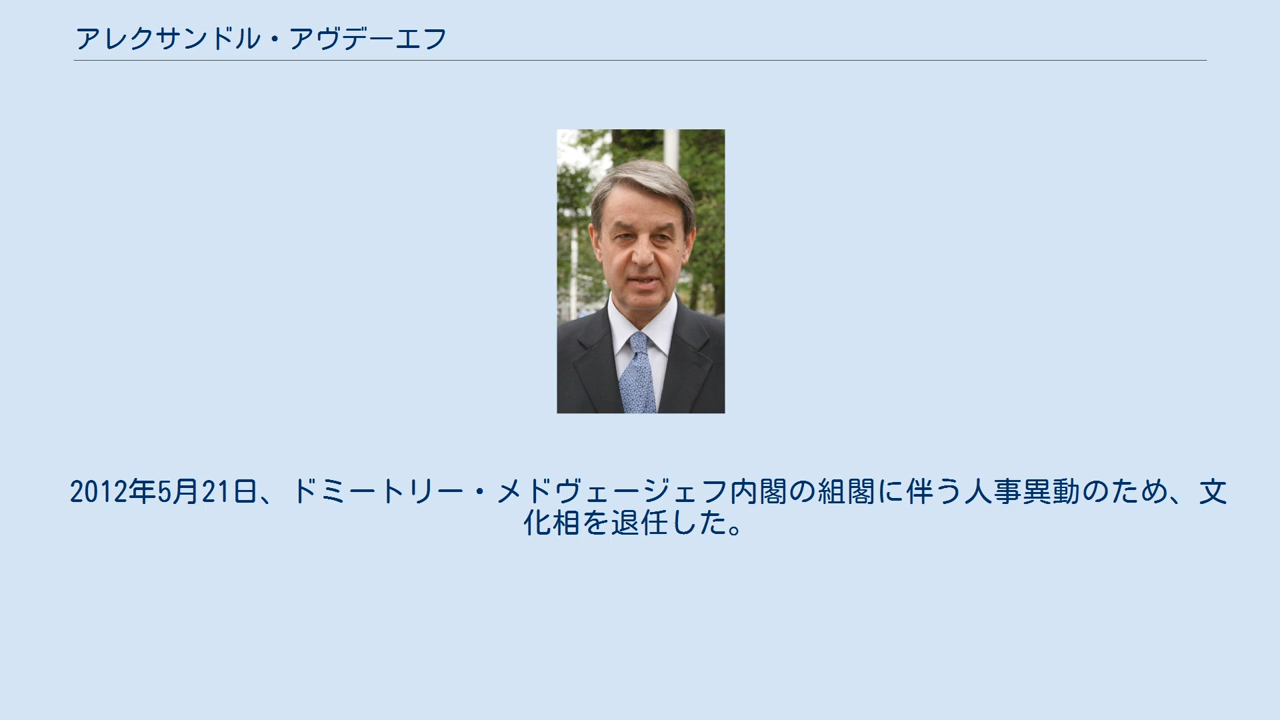 アレクサンドル・アヴデーエフ
2012年5月21日、ドミートリー・メドヴェージェフ内閣の組閣に伴う人事異動のため、文
化相を退任した。